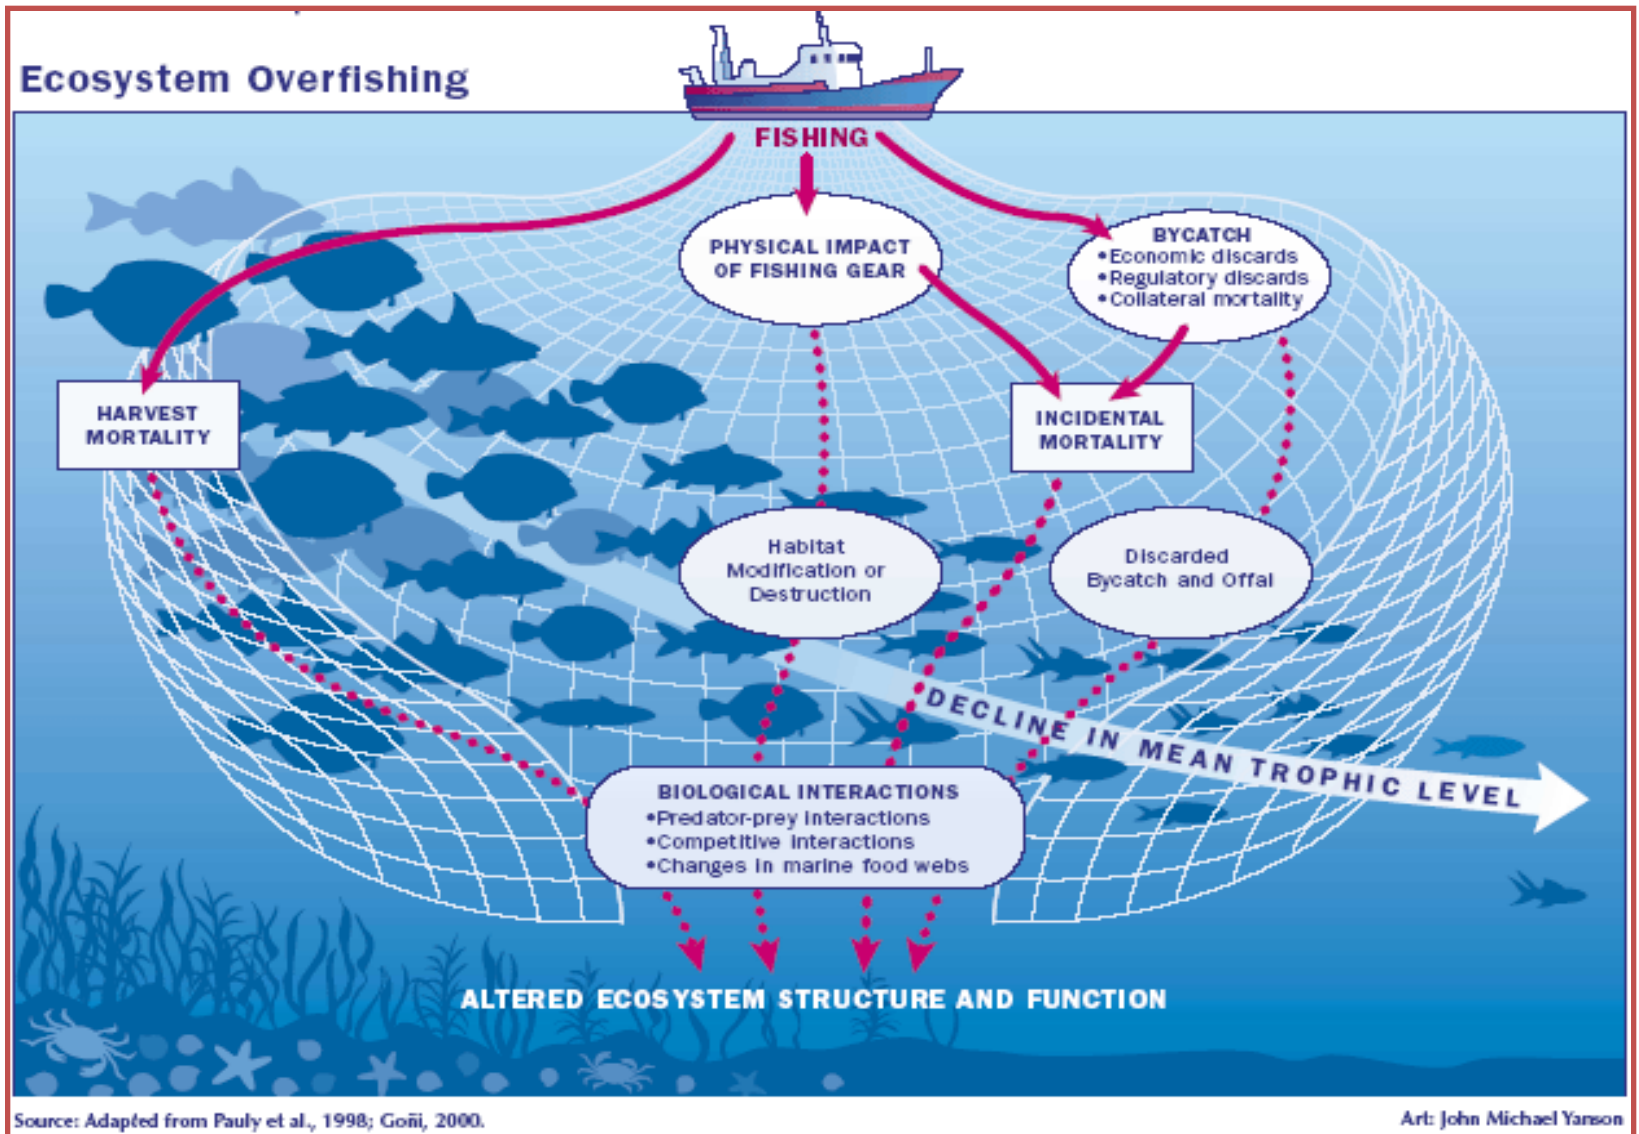 Ecosystem Overfishing
FISHING
PHYSICAL IMPACT
OF FISHING GEAR
BYCATCH
•Economic discards
•Regulatory discards
•Collateral mortality
HARVEST
MORTALITY
INCIDENTAL
MORTALITY
Habitat
Modification or
Destruction
Discarded
Bycatch and Offal
DECLINE IN MEAN TROPHIC LEVEL
BIOLOGICAL INTERACTIONS
•Predator-prey interactions
•Competitive interactions
•Changes in marine food webs
ALTERED ECOSYSTEM STRUCTURE AND FUNCTION
Source: Adapted from Pauly et al., 1998; Goñi, 2000.
Art: John Michael Yanson